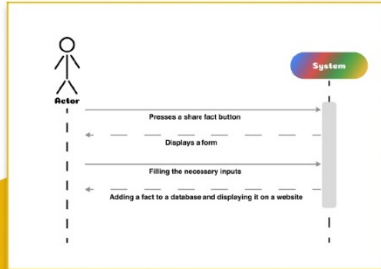 System
Actor
Presses a share fact button
Displays a form
Filling the necessary inputs
Adding a fact to a database and displaying it on a website